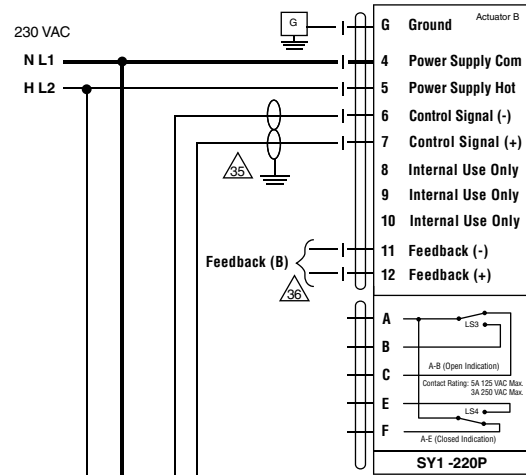 Actuator B
230 VAC
G
G Ground
N L1
4 Power Supply Com
H L2
5 Power Supply Hot
6 Control Signal (-)
7 Control Signal (+)
35
8 Internal Use Only
9 Internal Use Only
10 Internal Use Only
11 Feedback (-)
Feedback (B)
12 Feedback (+)
36
A
LS3
B
A-B (Open Indication)
C
Contact Rating: 5A 125 VAC Max.
3A 250 VAC Max.
E
LS4
F
A-E (Closed Indication)
SY1 -220P